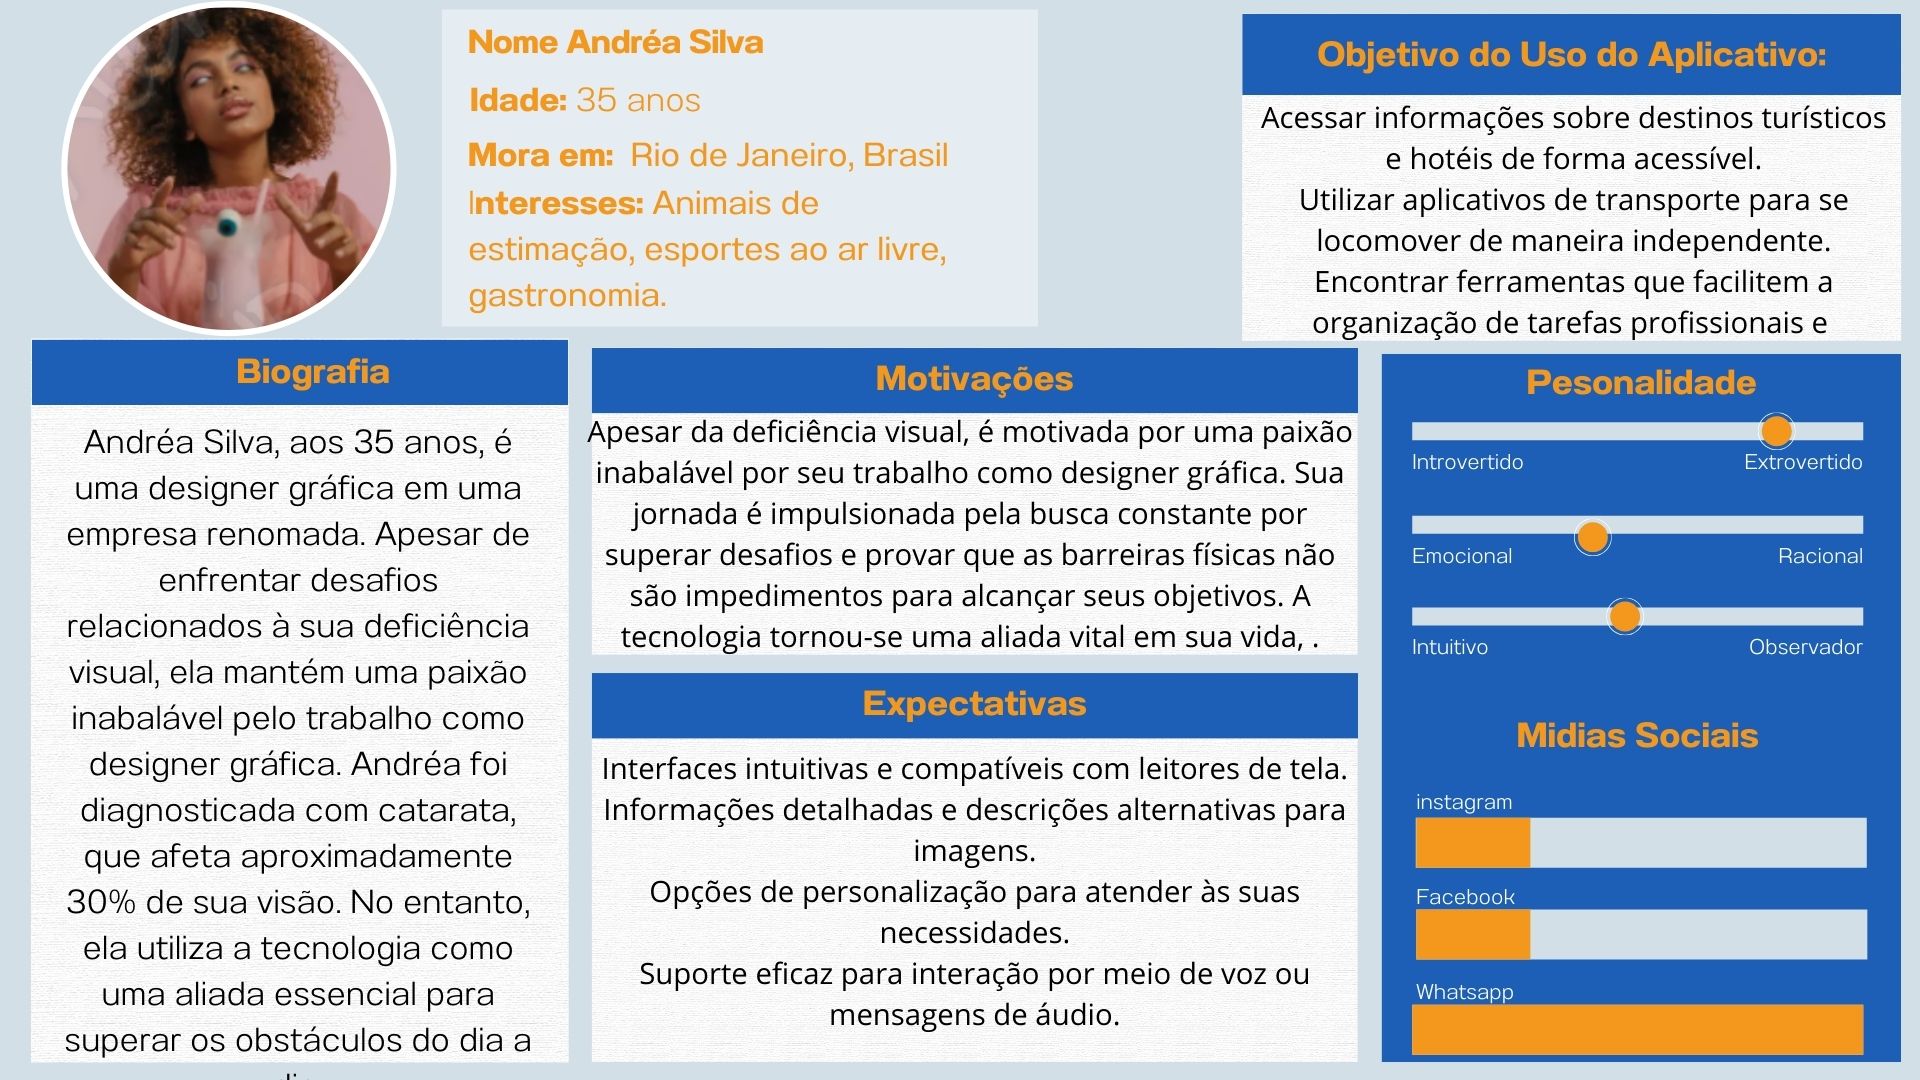 Nome Andréa Silva
Idade: 35 anos
Mora em: Rio de Janeiro, Brasil
Interesses: Animais de
estimação, esportes ao ar livre,
gastronomia.
Objetivo do Uso do Aplicativo:
Acessar informações sobre destinos turísticos
e hotéis de forma acessível.
Utilizar aplicativos de transporte para se
locomover de maneira independente.
Encontrar ferramentas que facilitem a
organização de tarefas profissionais e
Biografia
Andréa Silva, aos 35 anos, é
uma designer gráfica em uma
empresa renomada. Apesar de
enfrentar desafios
relacionados à sua deficiência
visual, ela mantém uma paixão
inabalável pelo trabalho como
designer gráfica. Andréa foi
diagnosticada com catarata,
que afeta aproximadamente
30% de sua visão. No entanto,
ela utiliza a tecnologia como
uma aliada essencial para
superar os obstáculos do dia a
Motivações
Apesar da deficiência visual, é motivada por uma paixão
inabalável por seu trabalho como designer gráfica. Sua
jornada é impulsionada pela busca constante por
superar desafios e provar que as barreiras físicas não
são impedimentos para alcançar seus objetivos. A
tecnologia tornou-se uma aliada vital em sua vida, .
Expectativas
Interfaces intuitivas e compatíveis com leitores de tela.
Informações detalhadas e descrições alternativas para
imagens.
Opções de personalização para atender às suas
necessidades.
Suporte eficaz para interação por meio de voz ou
mensagens de áudio.
Pesonalidade
Introvertido Extrovertido
Emocional Racional
Intuitivo Observador
Midias Sociais
instagram
Facebook
Whatsapp